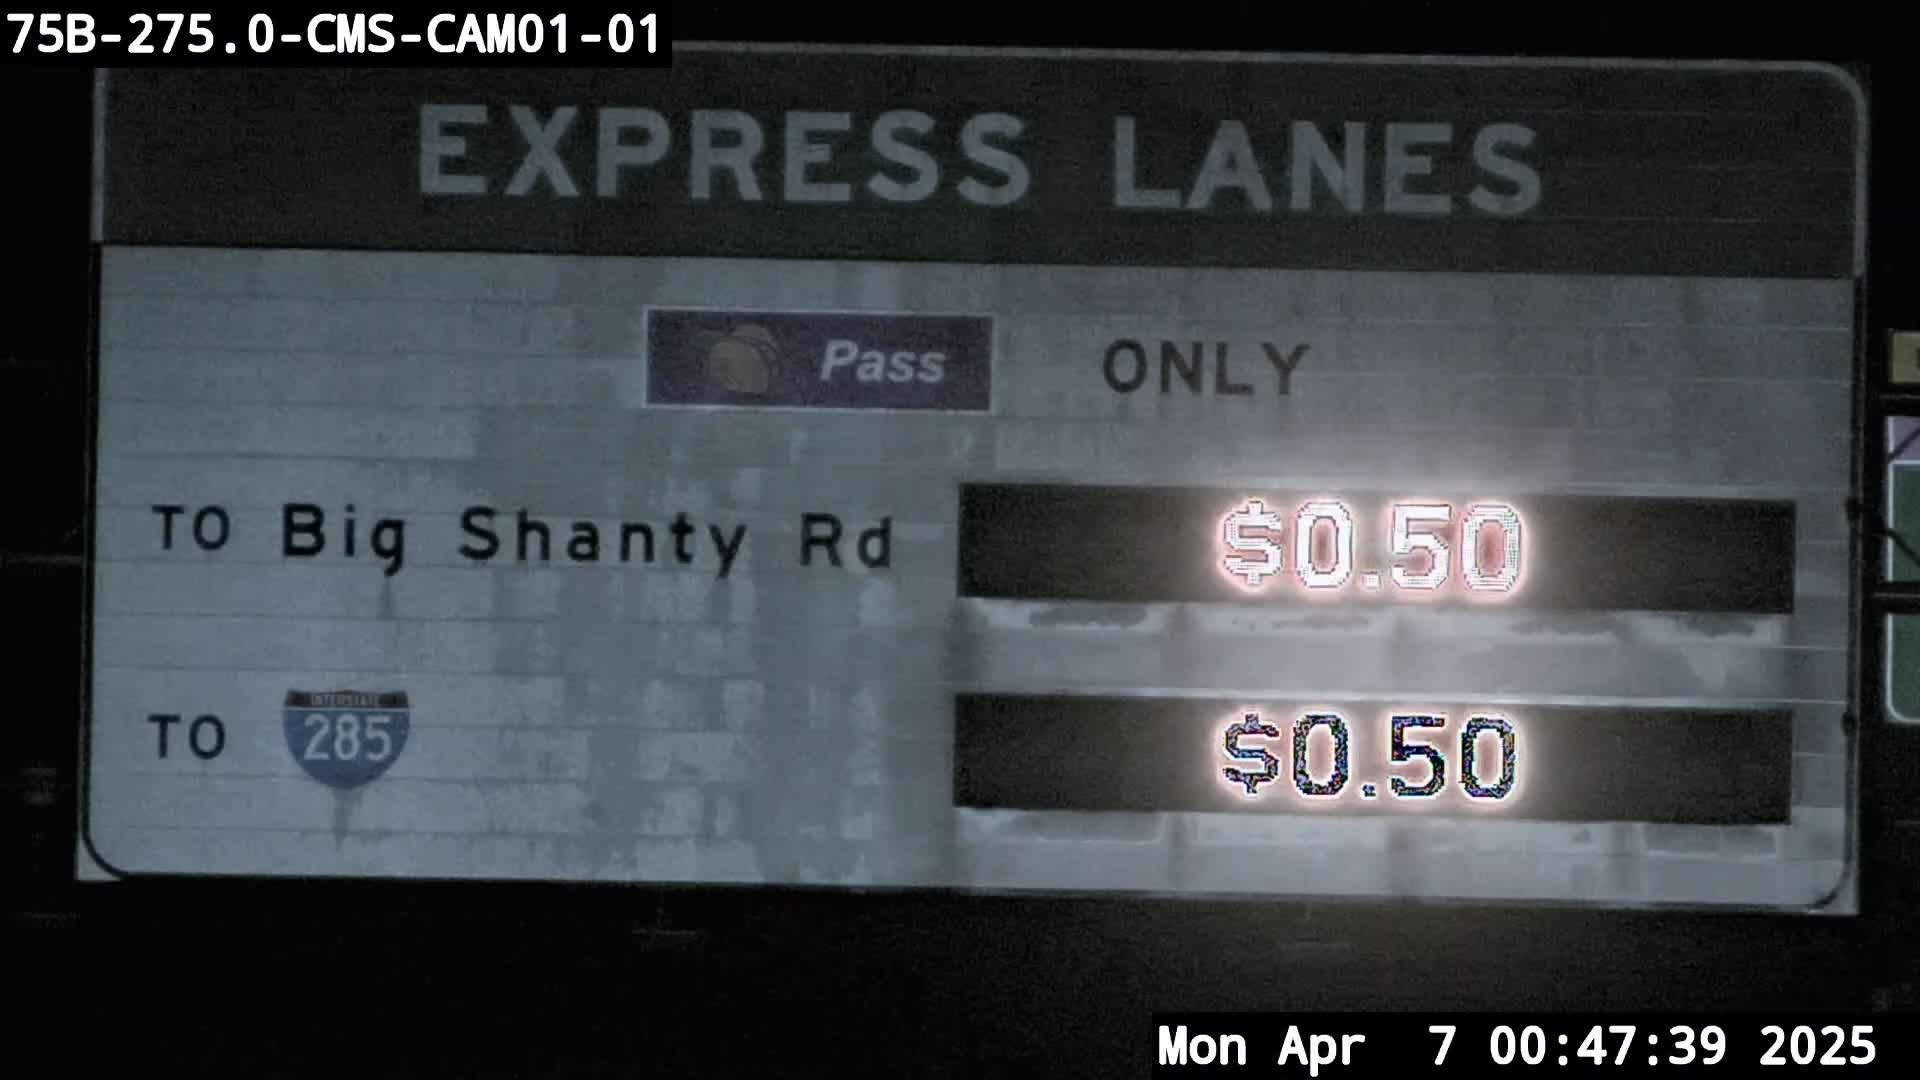 75B-275.0-CMS-CAM01-01
EXPRESS LANES
Pass ONLY
TO Big Shanty Rd $0.50
INTERSTATE
TO 285 $0.50
Mon Apr 7 00:47:39 2025